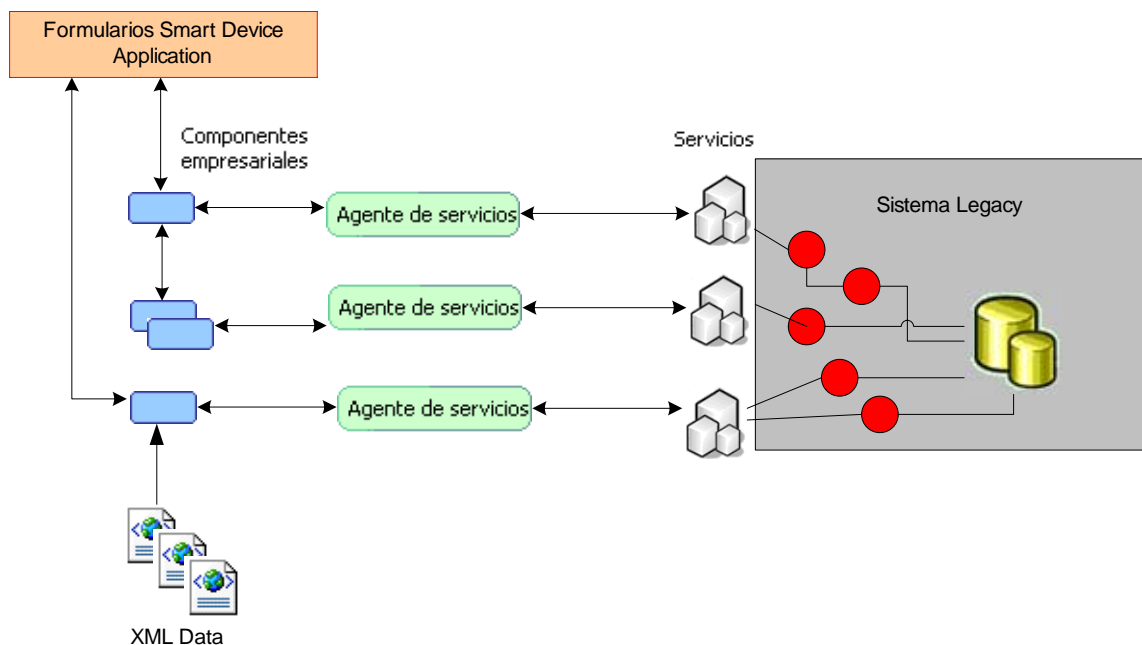 Formularios Smart Device
Application
Componentes
empresariales
Servicios
Agente de servicios
Sistema Legacy
Agente de servicios
Agente de servicios
XML Data